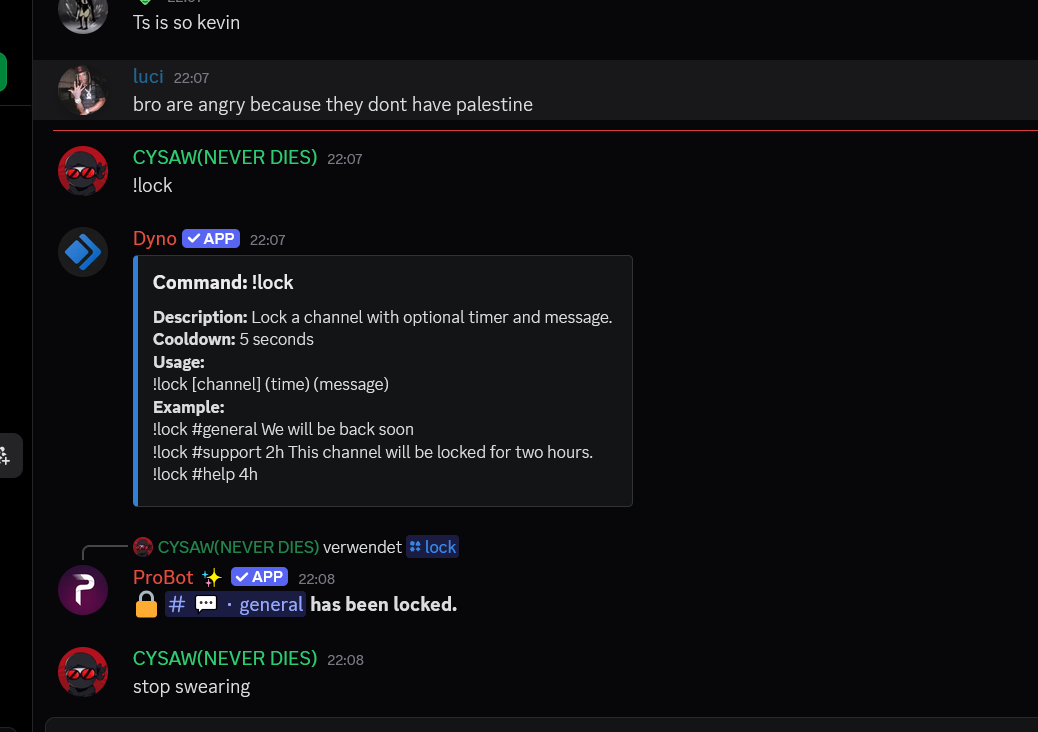 Ts is so kevin
luci 22:07
bro are angry because they dont have palestine
CYSAW(NEVER DIES) 22:07
!lock
Dyno APP 22:07
Command: !lock
Description: Lock a channel with optional timer and message.
Cooldown: 5 seconds
Usage:
!lock [channel] (time) (message)
Example:
!lock #general We will be back soon
!lock #support 2h This channel will be locked for two hours.
!lock #help 4h
CYSAW(NEVER DIES) verwendet lock
ProBot ✨ APP 22:08
🔒 # 💬 · general has been locked.
CYSAW(NEVER DIES) 22:08
stop swearing